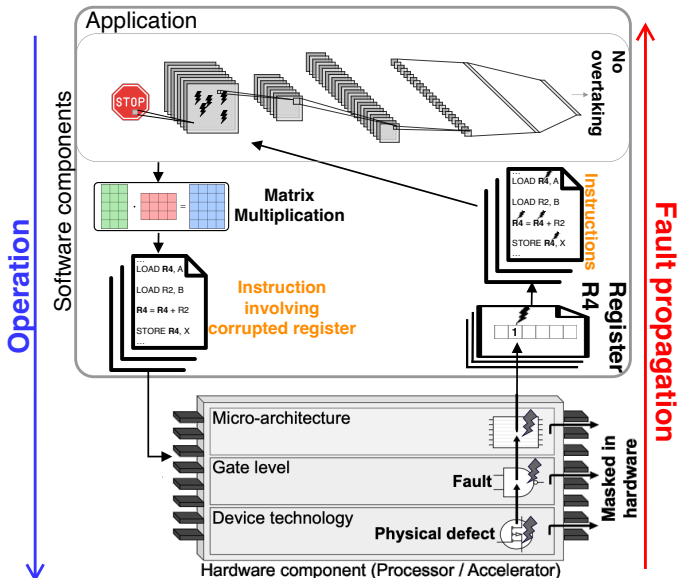 Application
STOP
No
overtaking
Software components
Operation
Fault propagation
Matrix
Multiplication
...
LOAD R4, A
LOAD R2, B
R4 = R4 + R2
STORE R4, X
...
Instruction
involving
corrupted register
...
LOAD R4, A
LOAD R2, B
R4 = R4 + R2
STORE R4, X
...
Instructions
Register
R4
1
Micro-architecture
Gate level
Fault
Device technology
Physical defect
Masked in
hardware
Hardware component (Processor / Accelerator)